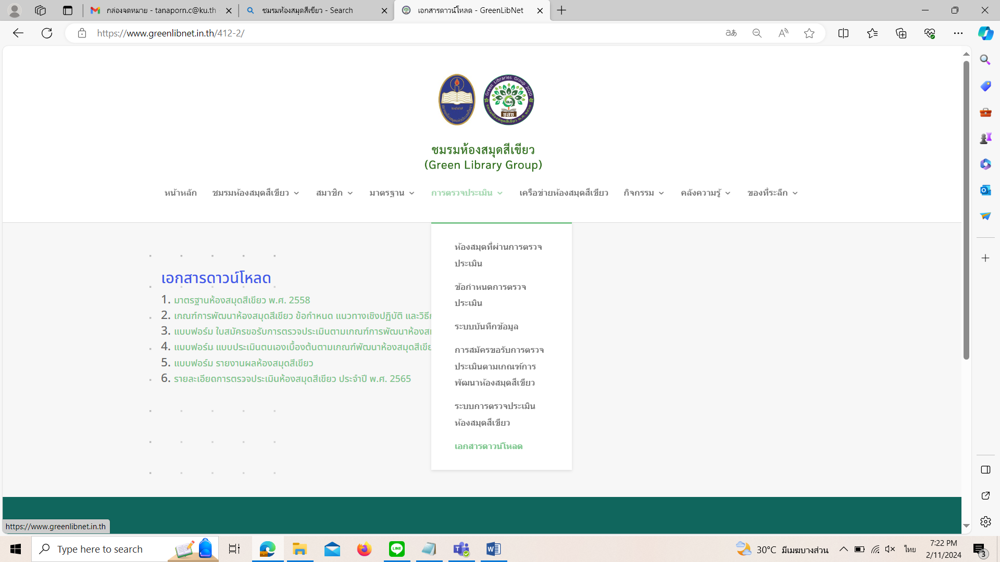 กล่องจดหมาย - tanaporn.c@ku.th
ชมรมห้องสมุดสีเขียว - Search
เอกสารดาวน์โหลด - GreenLibNet
https://www.greenlibnet.in.th/412-2/
Green Libraries Group 2020
ชสข
ชมรมห้องสมุดสีเขียว พ.ศ. ๒๕๖๓
ชมรมห้องสมุดสีเขียว
(Green Library Group)
หน้าหลัก ชมรมห้องสมุดสีเขียว สมาชิก มาตรฐาน การตรวจประเมิน เครือข่ายห้องสมุดสีเขียว กิจกรรม คลังความรู้ ของที่ระลึก
ห้องสมุดที่ผ่านการตรวจ
ประเมิน
ข้อกำหนดการตรวจ
ประเมิน
ระบบบันทึกข้อมูล
การสมัครขอรับการตรวจ
ประเมินตามเกณฑ์การ
พัฒนาห้องสมุดสีเขียว
ระบบการตรวจประเมิน
ห้องสมุดสีเขียว
เอกสารดาวน์โหลด
เอกสารดาวน์โหลด
1. มาตรฐานห้องสมุดสีเขียว พ.ศ. 2558
2. เกณฑ์การพัฒนาห้องสมุดสีเขียว ข้อกำหนด แนวทางเชิงปฏิบัติ
3. แบบฟอร์ม ใบสมัครขอรับการตรวจประเมินตามเกณฑ์การพัฒนา
4. แบบฟอร์ม แบบประเมินตนเองเบื้องต้นตามเกณฑ์พัฒนาห้องสมุด
5. แบบฟอร์ม รายงานผลห้องสมุดสีเขียว
6. รายละเอียดการตรวจประเมินห้องสมุดสีเขียว ประจำปี พ.ศ. 2565
https://www.greenlibnet.in.th
Type here to search
30°C มีเมฆบางส่วน
ไทย
7:22 PM
2/11/2024
3